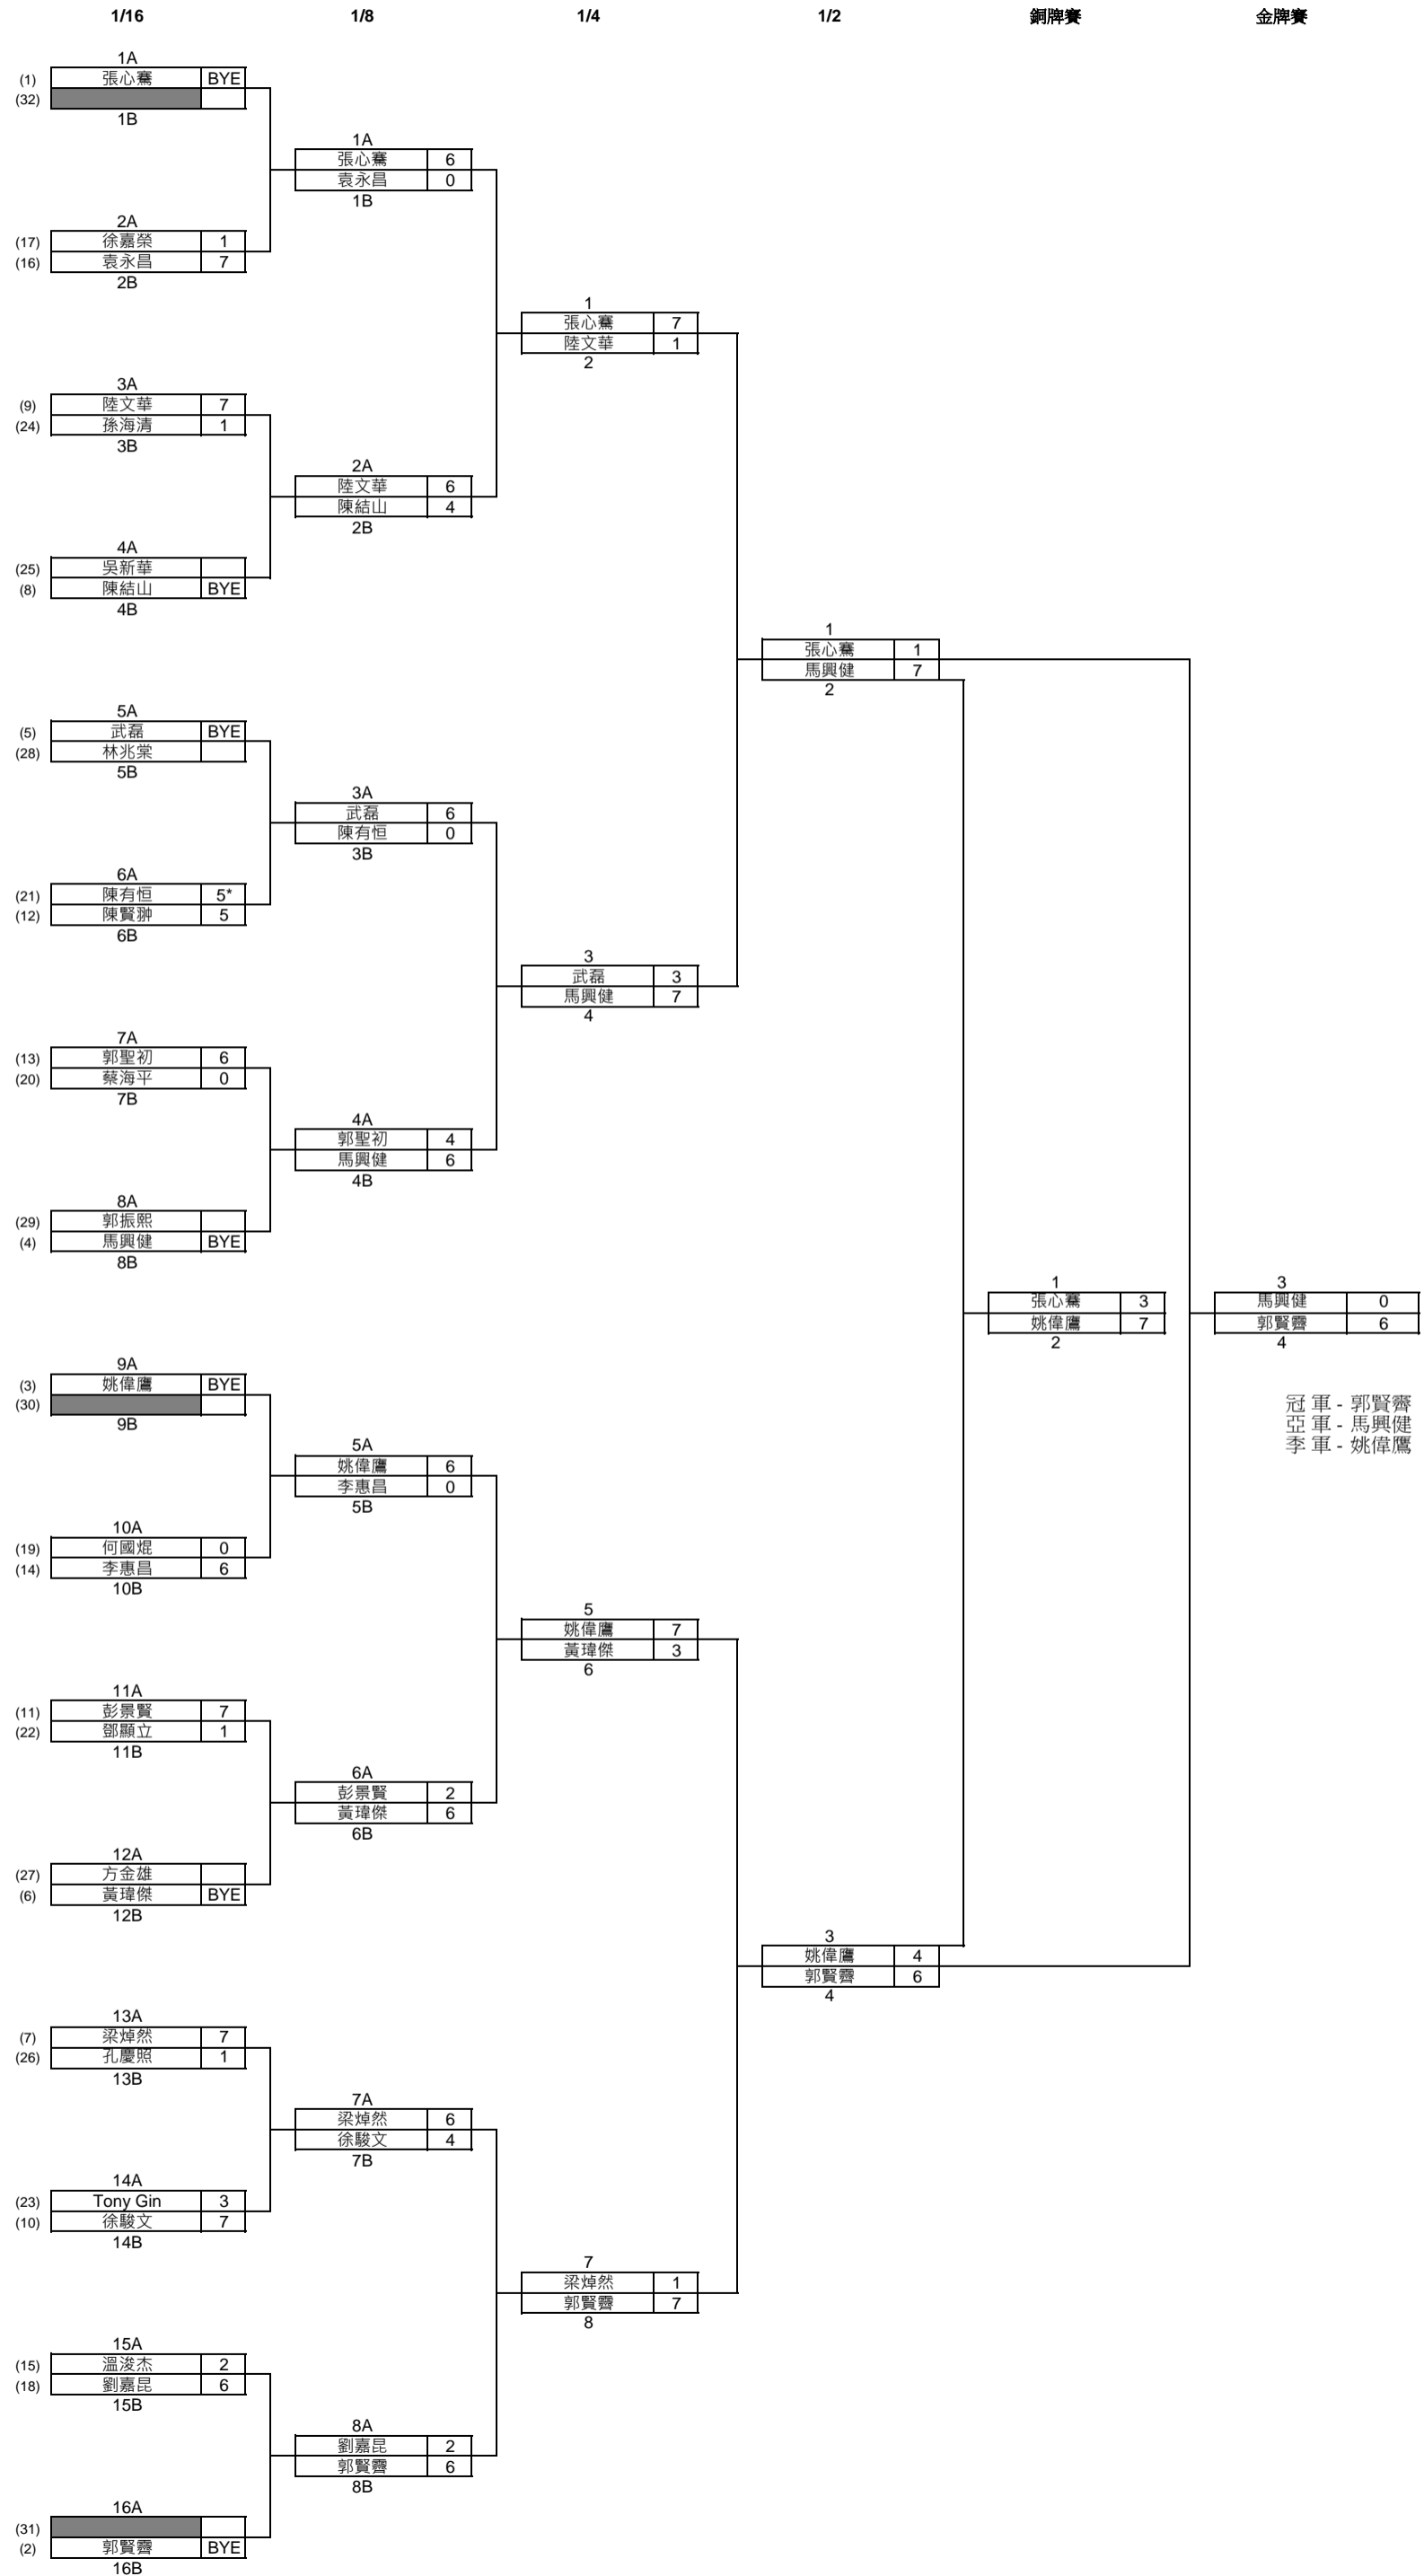 1/16 1/8 1/4 1/2 銅牌賽 金牌賽
1A
(1) 張心騫 BYE
(32)
1B
1A
張心騫 6
袁永昌 0
1B
2A
(17) 徐嘉榮 1
(16) 袁永昌 7
2B
1
張心騫 7
陸文華 1
2
3A
(9) 陸文華 7
(24) 孫海清 1
3B
2A
陸文華 6
陳結山 4
2B
4A
(25) 吳新華
(8) 陳結山 BYE
4B
1
張心騫 1
馬興健 7
2
5A
(5) 武磊 BYE
(28) 林兆棠
5B
3A
武磊 6
陳有恒 0
3B
6A
(21) 陳有恒 5*
(12) 陳賢翀 5
6B
3
武磊 3
馬興健 7
4
7A
(13) 郭聖初 6
(20) 蔡海平 0
7B
4A
郭聖初 4
馬興健 6
4B
8A
(29) 郭振熙
(4) 馬興健 BYE
8B
1
張心騫 3
姚偉鷹 7
2
3
馬興健 0
郭賢霽 6
4
9A
(3) 姚偉鷹 BYE
(30)
9B
冠 軍 - 郭賢齊
亞 軍 - 馬興健
季 軍 - 姚偉鷹
5A
姚偉鷹 6
李惠昌 0
5B
10A
(19) 何國焜 0
(14) 李惠昌 6
10B
5
姚偉鷹 7
黃瑋傑 3
6
11A
(11) 彭景賢 7
(22) 鄧顯立 1
11B
6A
彭景賢 2
黃瑋傑 6
6B
12A
(27) 方金雄
(6) 黃瑋傑 BYE
12B
3
姚偉鷹 4
郭賢霽 6
4
13A
(7) 梁焯然 7
(26) 孔慶照 1
13B
7A
梁焯然 6
徐駿文 4
7B
14A
(23) Tony Gin 3
(10) 徐駿文 7
14B
7
梁焯然 1
郭賢霽 7
8
15A
(15) 溫浚杰 2
(18) 劉嘉昆 6
15B
8A
劉嘉昆 2
郭賢霽 6
8B
16A
(31)
(2) 郭賢霽 BYE
16B